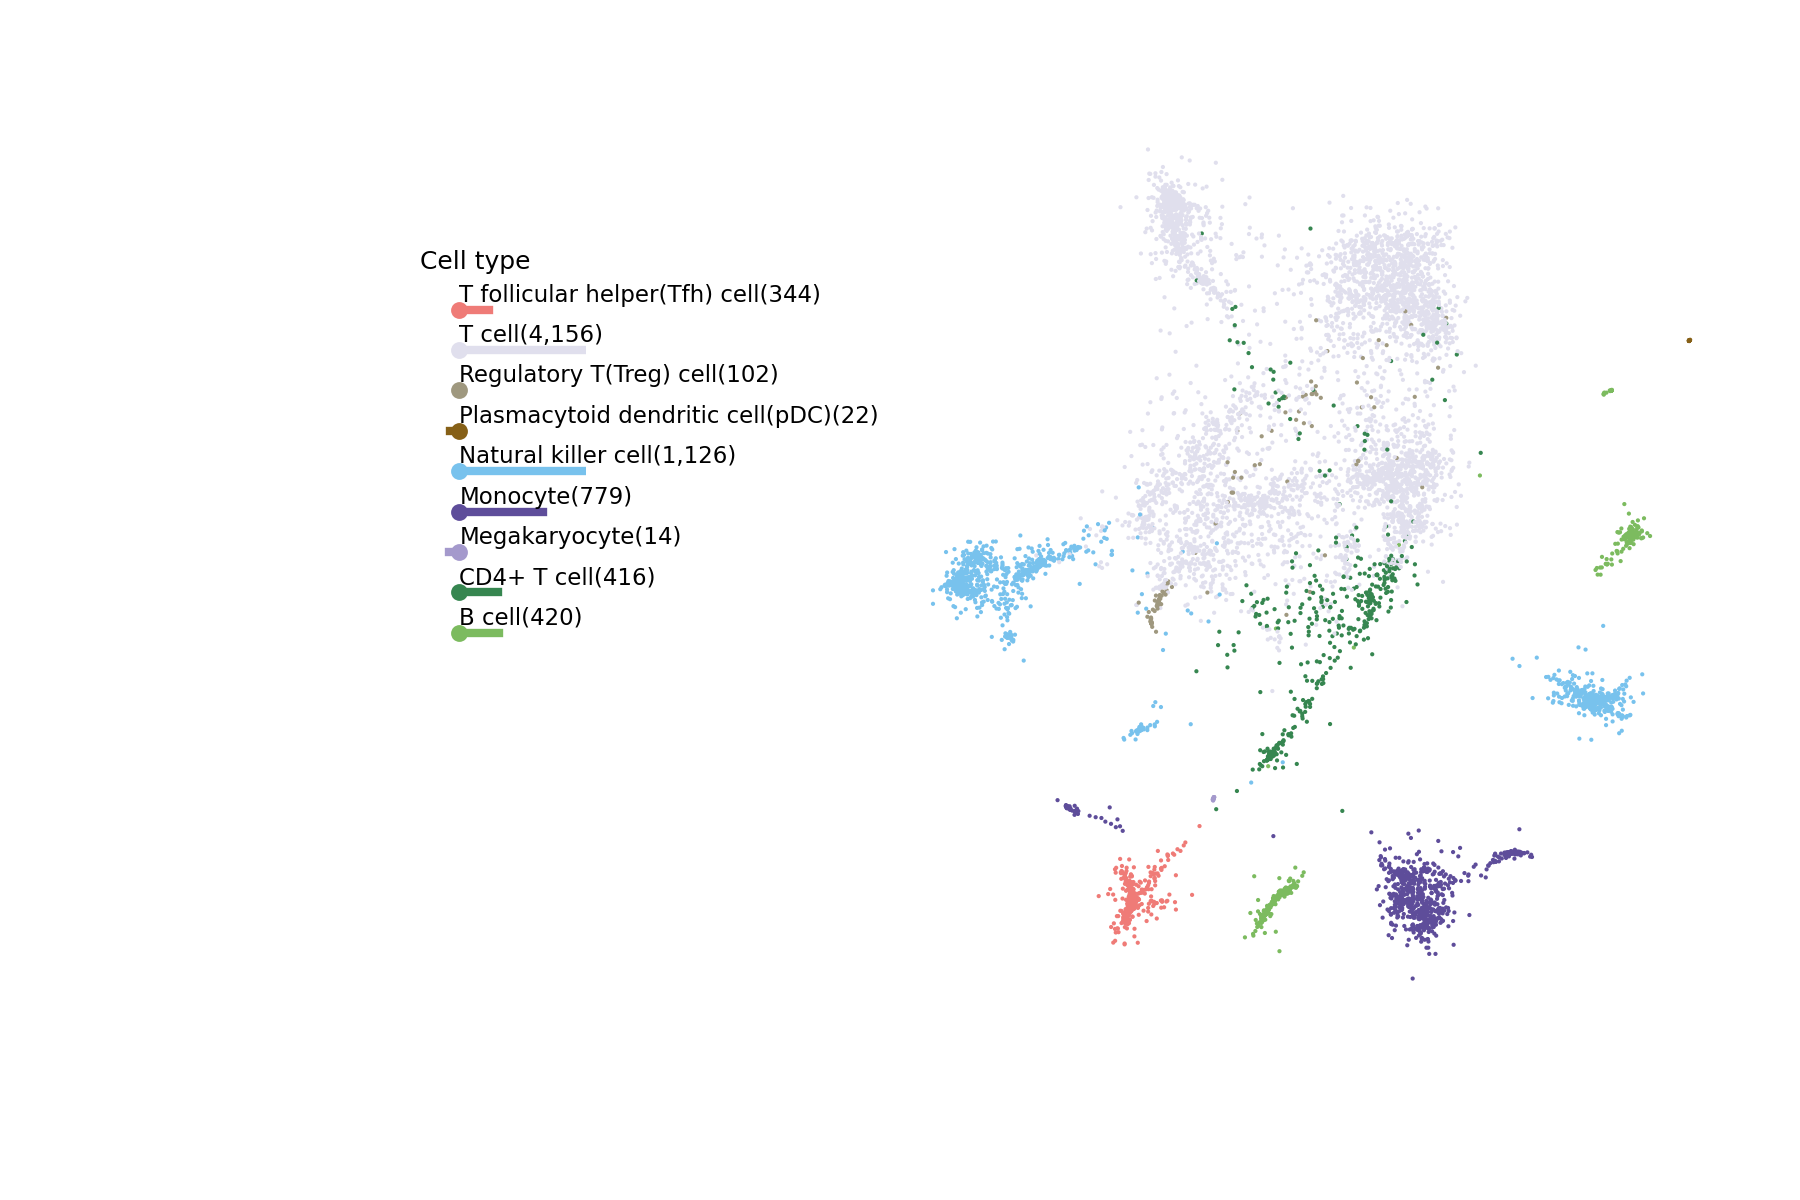 Cell type
T follicular helper(Tfh) cell(344)
T cell(4,156)
Regulatory T(Treg) cell(102)
Plasmacytoid dendritic cell(pDC)(22)
Natural killer cell(1,126)
Monocyte(779)
Megakaryocyte(14)
CD4+ T cell(416)
B cell(420)